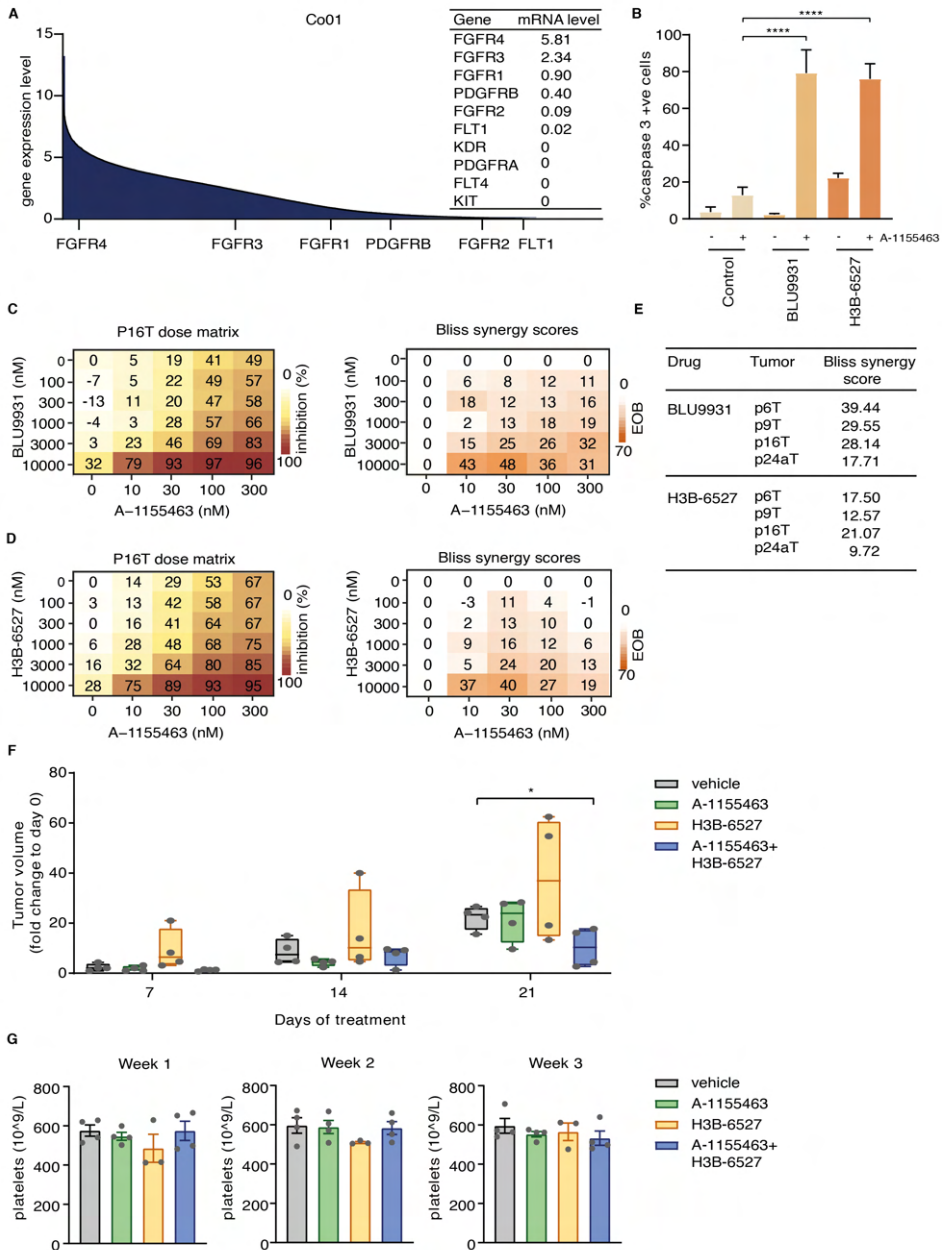 A
Co01
gene expression level
15
10
5
0
FGFR4 FGFR3 FGFR1 PDGFRB FGFR2 FLT1
Gene mRNA level
FGFR4 5.81
FGFR3 2.34
FGFR1 0.90
PDGFRB 0.40
FGFR2 0.09
FLT1 0.02
KDR 0
PDGFRA 0
FLT4 0
KIT 0
B
%caspase 3 +ve cells
100
80
60
40
20
0
**** 
****
- + - + - + A-1155463
Control BLU9931 H3B-6527
C
P16T dose matrix
BLU9931 (nM)
0 0 5 19 41 49
100 -7 5 22 49 57
300 -13 11 20 47 58
1000 -4 3 28 57 66
3000 3 23 46 69 83
10000 32 79 93 97 96
0 10 30 100 300
A-1155463 (nM)
0
inhibition (%)
100
Bliss synergy scores
0 0 0 0 0
0 6 8 12 11
0 18 12 13 16
0 2 13 18 19
0 15 25 26 32
0 43 48 36 31
0 10 30 100 300
A-1155463 (nM)
0
EOB
70
D
P16T dose matrix
H3B-6527 (nM)
0 0 14 29 53 67
100 3 13 42 58 67
300 0 16 41 64 67
1000 6 28 48 68 75
3000 16 32 64 80 85
10000 28 75 89 93 95
0 10 30 100 300
A-1155463 (nM)
0
inhibition (%)
100
Bliss synergy scores
H3B-6527 (nM)
0 0 0 0 0 0
100 0 -3 11 4 -1
300 0 2 13 10 0
1000 0 9 16 12 6
3000 0 5 24 20 13
10000 0 37 40 27 19
0 10 30 100 300
A-1155463 (nM)
0
EOB
70
E
Drug Tumor Bliss synergy
score
BLU9931 p6T 39.44
p9T 29.55
p16T 28.14
p24aT 17.71
H3B-6527 p6T 17.50
p9T 12.57
p16T 21.07
p24aT 9.72
F
Tumor volume
(fold change to day 0)
80
60
40
20
0
*
7 14 21
Days of treatment
vehicle
A-1155463
H3B-6527
A-1155463+
H3B-6527
G
Week 1
platelets (10^9/L)
800
600
400
200
0
Week 2
platelets (10^9/L)
800
600
400
200
0
Week 3
platelets (10^9/L)
800
600
400
200
0
vehicle
A-1155463
H3B-6527
A-1155463+
H3B-6527